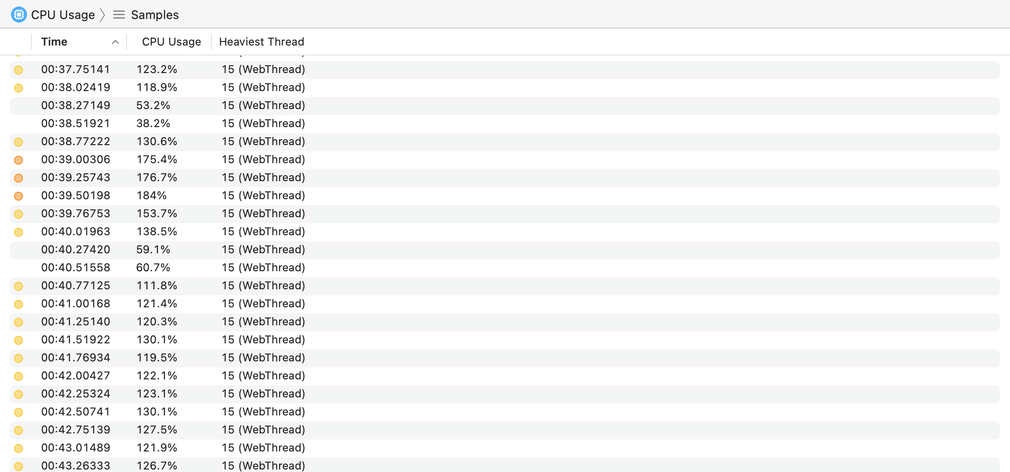 CPU Usage Samples
Time CPU Usage Heaviest Thread
00:37.75141 123.2% 15 (WebThread)
00:38.02419 118.9% 15 (WebThread)
00:38.27149 53.2% 15 (WebThread)
00:38.51921 38.2% 15 (WebThread)
00:38.77222 130.6% 15 (WebThread)
00:39.00306 175.4% 15 (WebThread)
00:39.25743 176.7% 15 (WebThread)
00:39.50198 184% 15 (WebThread)
00:39.76753 153.7% 15 (WebThread)
00:40.01963 138.5% 15 (WebThread)
00:40.27420 59.1% 15 (WebThread)
00:40.51558 60.7% 15 (WebThread)
00:40.77125 111.8% 15 (WebThread)
00:41.00168 121.4% 15 (WebThread)
00:41.25140 120.3% 15 (WebThread)
00:41.51922 130.1% 15 (WebThread)
00:41.76934 119.5% 15 (WebThread)
00:42.00427 122.1% 15 (WebThread)
00:42.25324 123.1% 15 (WebThread)
00:42.50741 130.1% 15 (WebThread)
00:42.75139 127.5% 15 (WebThread)
00:43.01489 121.9% 15 (WebThread)
00:43.26333 126.7% 15 (WebThread)